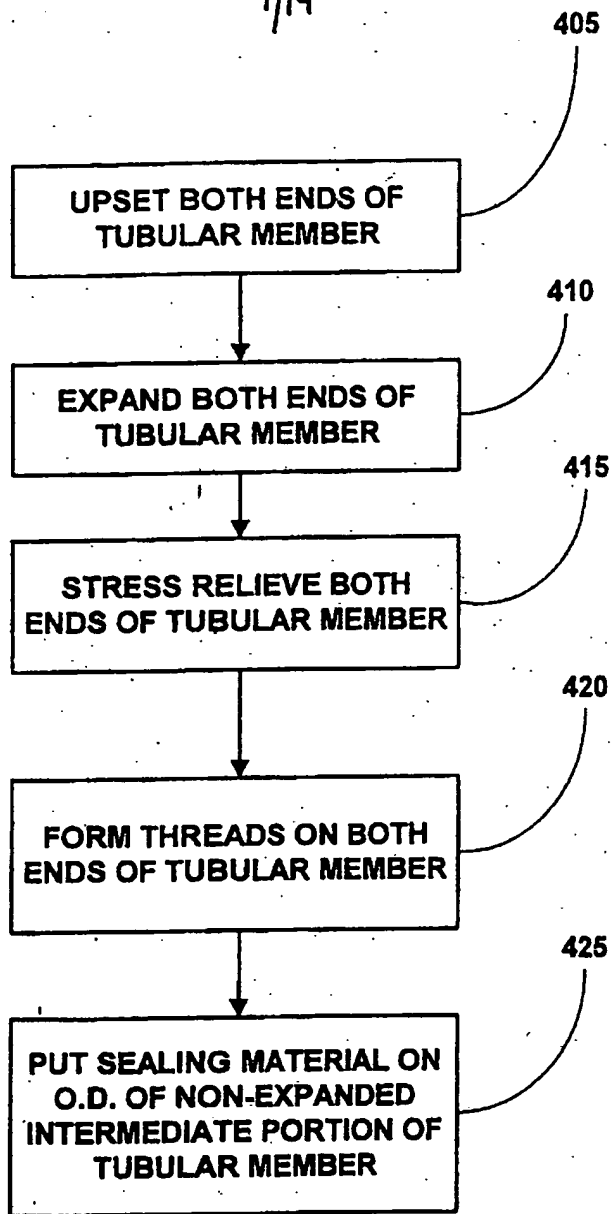 405
UPSET BOTH ENDS OF
TUBULAR MEMBER
410
EXPAND BOTH ENDS OF
TUBULAR MEMBER
415
STRESS RELIEVE BOTH
ENDS OF TUBULAR MEMBER
420
FORM THREADS ON BOTH
ENDS OF TUBULAR MEMBER
425
PUT SEALING MATERIAL ON
O.D. OF NON-EXPANDED
INTERMEDIATE PORTION OF
TUBULAR MEMBER